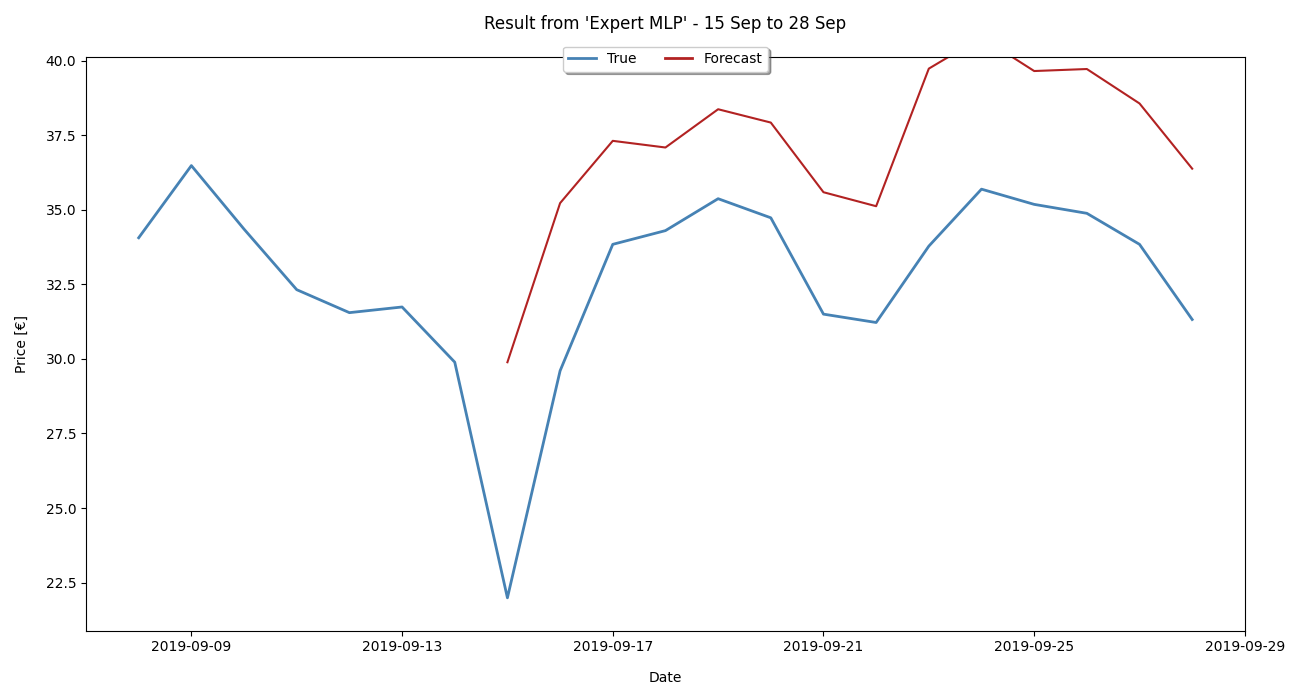 Result from 'Expert MLP' - 15 Sep to 28 Sep
True Forecast
40.0
37.5
35.0
32.5
30.0
27.5
25.0
22.5
Price [€]
2019-09-09 2019-09-13 2019-09-17 2019-09-21 2019-09-25 2019-09-29
Date